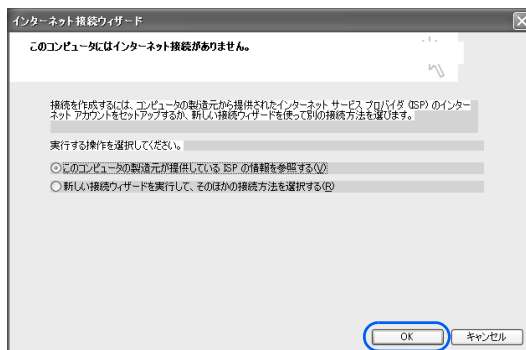 インターネット接続ウィザード
このコンピュータにはインターネット接続がありません。
接続を作成するには、コンピュータの製造元から提供されたインターネット サービス プロバイダ (ISP) のインター
ネット アカウントをセットアップするか、新しい接続ウィザードを使って別の接続方法を選びます。
実行する操作を選択してください。
このコンピュータの製造元が提供している ISP の情報を参照する(V)
新しい接続ウィザードを実行して、そのほかの接続方法を選択する(R)
OK
キャンセル